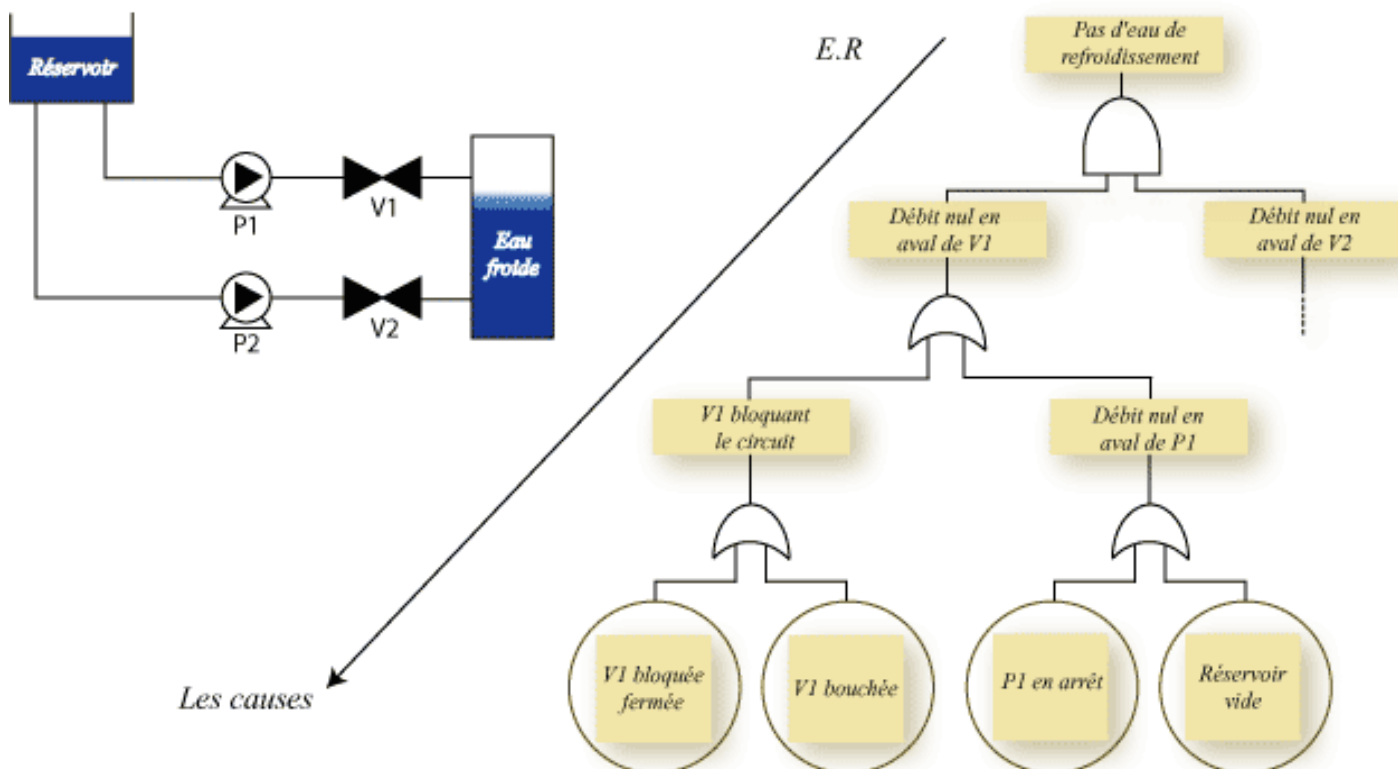 Réservoir
P1
V1
Eau
froide
P2
V2
E.R
Les causes
Pas d'eau de
refroidissement
Débit nul en
aval de V1
Débit nul en
aval de V2
V1 bloquant
le circuit
Débit nul en
aval de P1
V1 bloquée
fermée
V1 bouchée
P1 en arrêt
Réservoir
vide